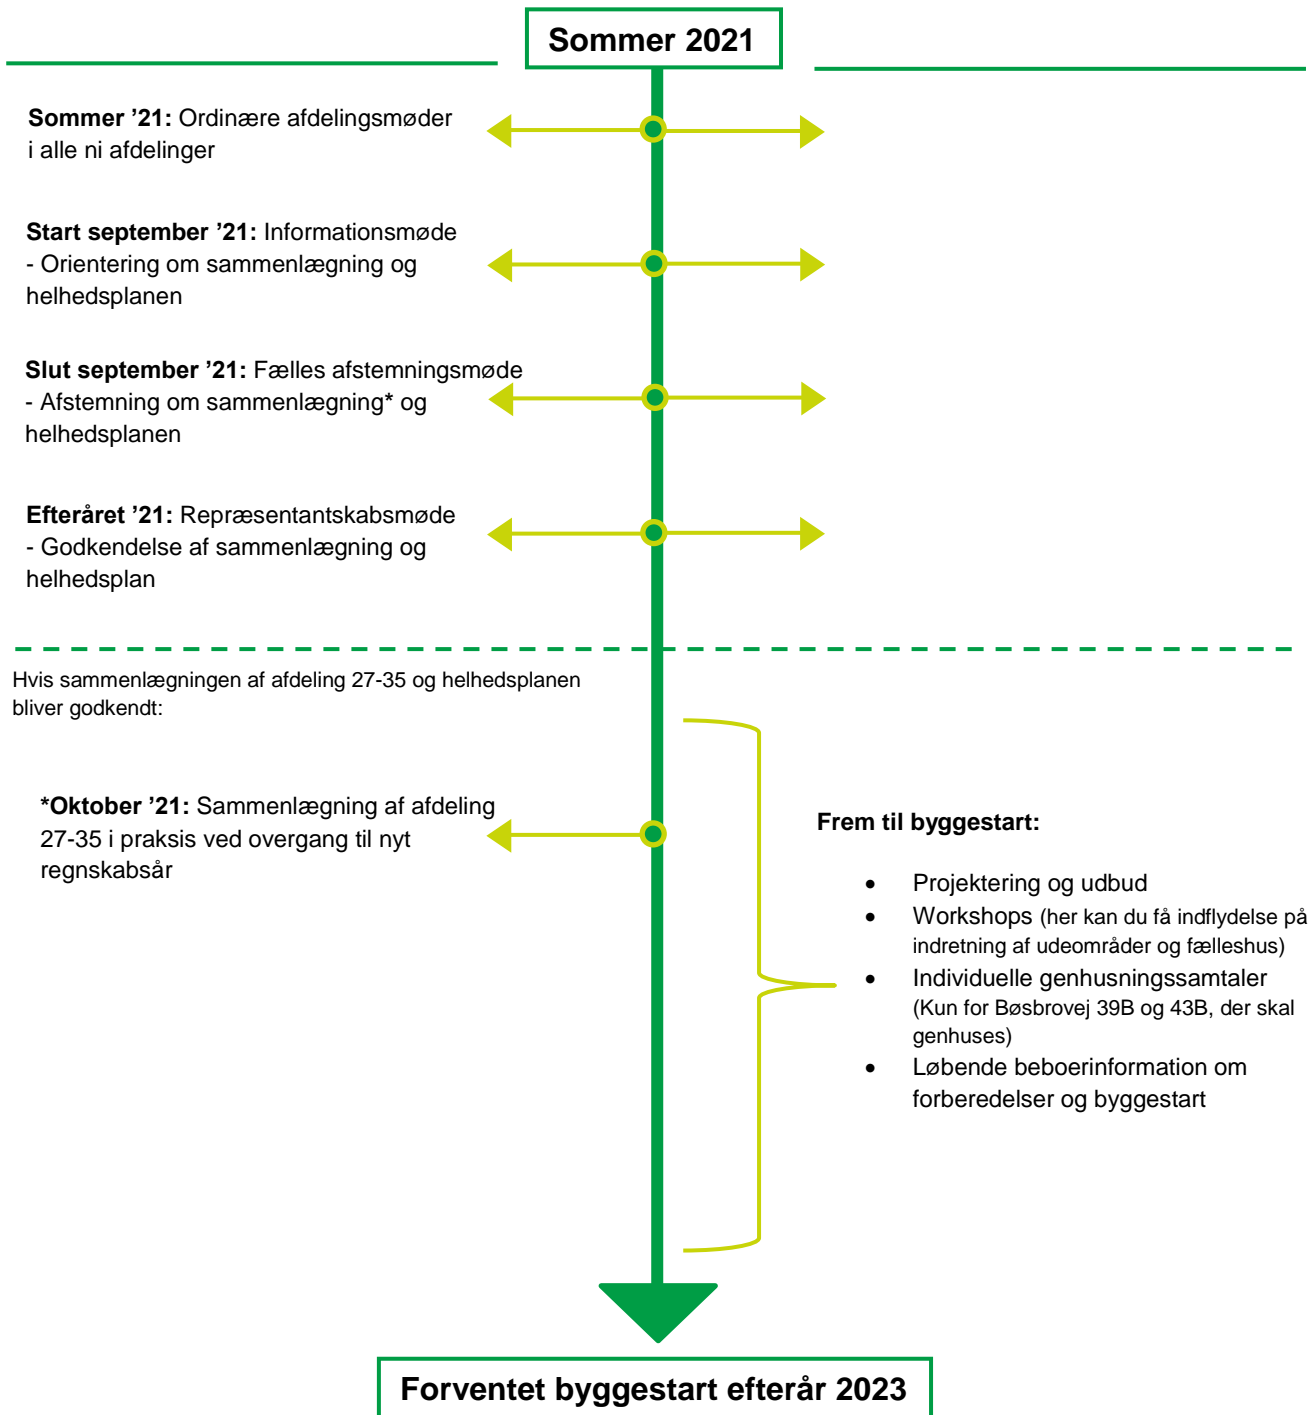 Sommer 2021
Sommer ’21: Ordinære afdelingsmøder
i alle ni afdelinger
Start september ’21: Informationsmøde
- Orientering om sammenlægning og
helhedsplanen
Slut september ’21: Fælles afstemningsmøde
- Afstemning om sammenlægning* og
helhedsplanen
Efteråret ’21: Repræsentantskabsmøde
- Godkendelse af sammenlægning og
helhedsplan
Hvis sammenlægningen af afdeling 27-35 og helhedsplanen
bliver godkendt:
*Oktober ’21: Sammenlægning af afdeling
27-35 i praksis ved overgang til nyt
regnskabsår
Frem til byggestart:
• Projektering og udbud
• Workshops (her kan du få indflydelse på
indretning af udeområder og fælleshus)
• Individuelle genhusningssamtaler
(Kun for Bøsbrovej 39B og 43B, der skal
genhuses)
• Løbende beboerinformation om
forberedelser og byggestart
Forventet byggestart efterår 2023